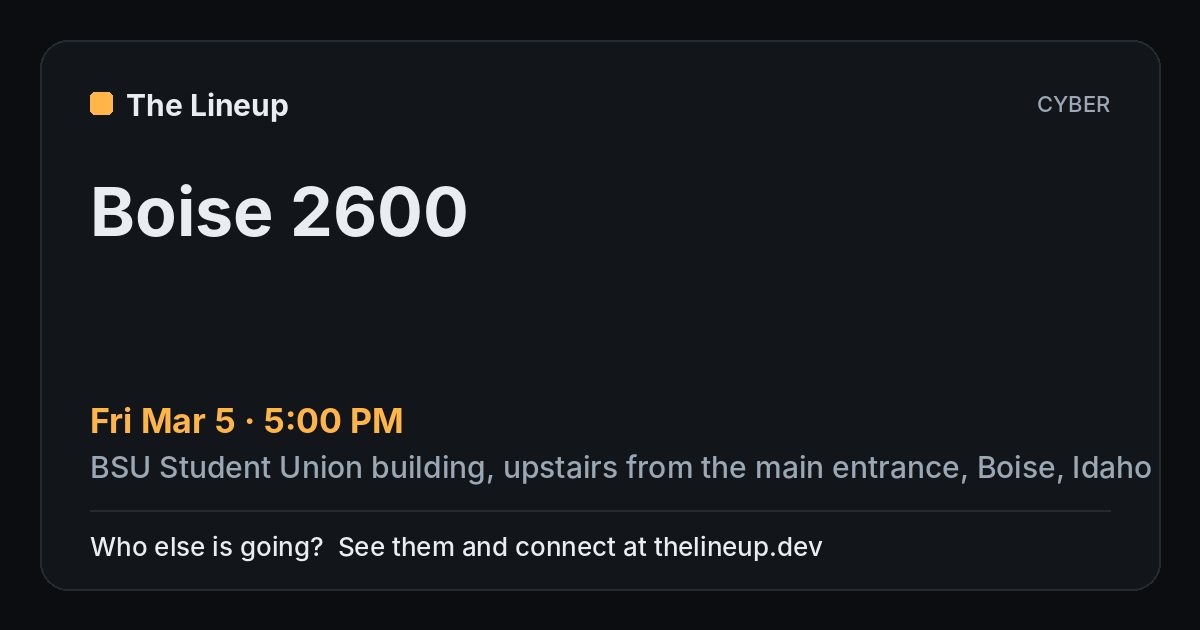 The Lineup
CYBER
Boise 2600
Fri Mar 5 · 5:00 PM
BSU Student Union building, upstairs from the main entrance, Boise, Idaho
Who else is going? See them and connect at thelineup.dev